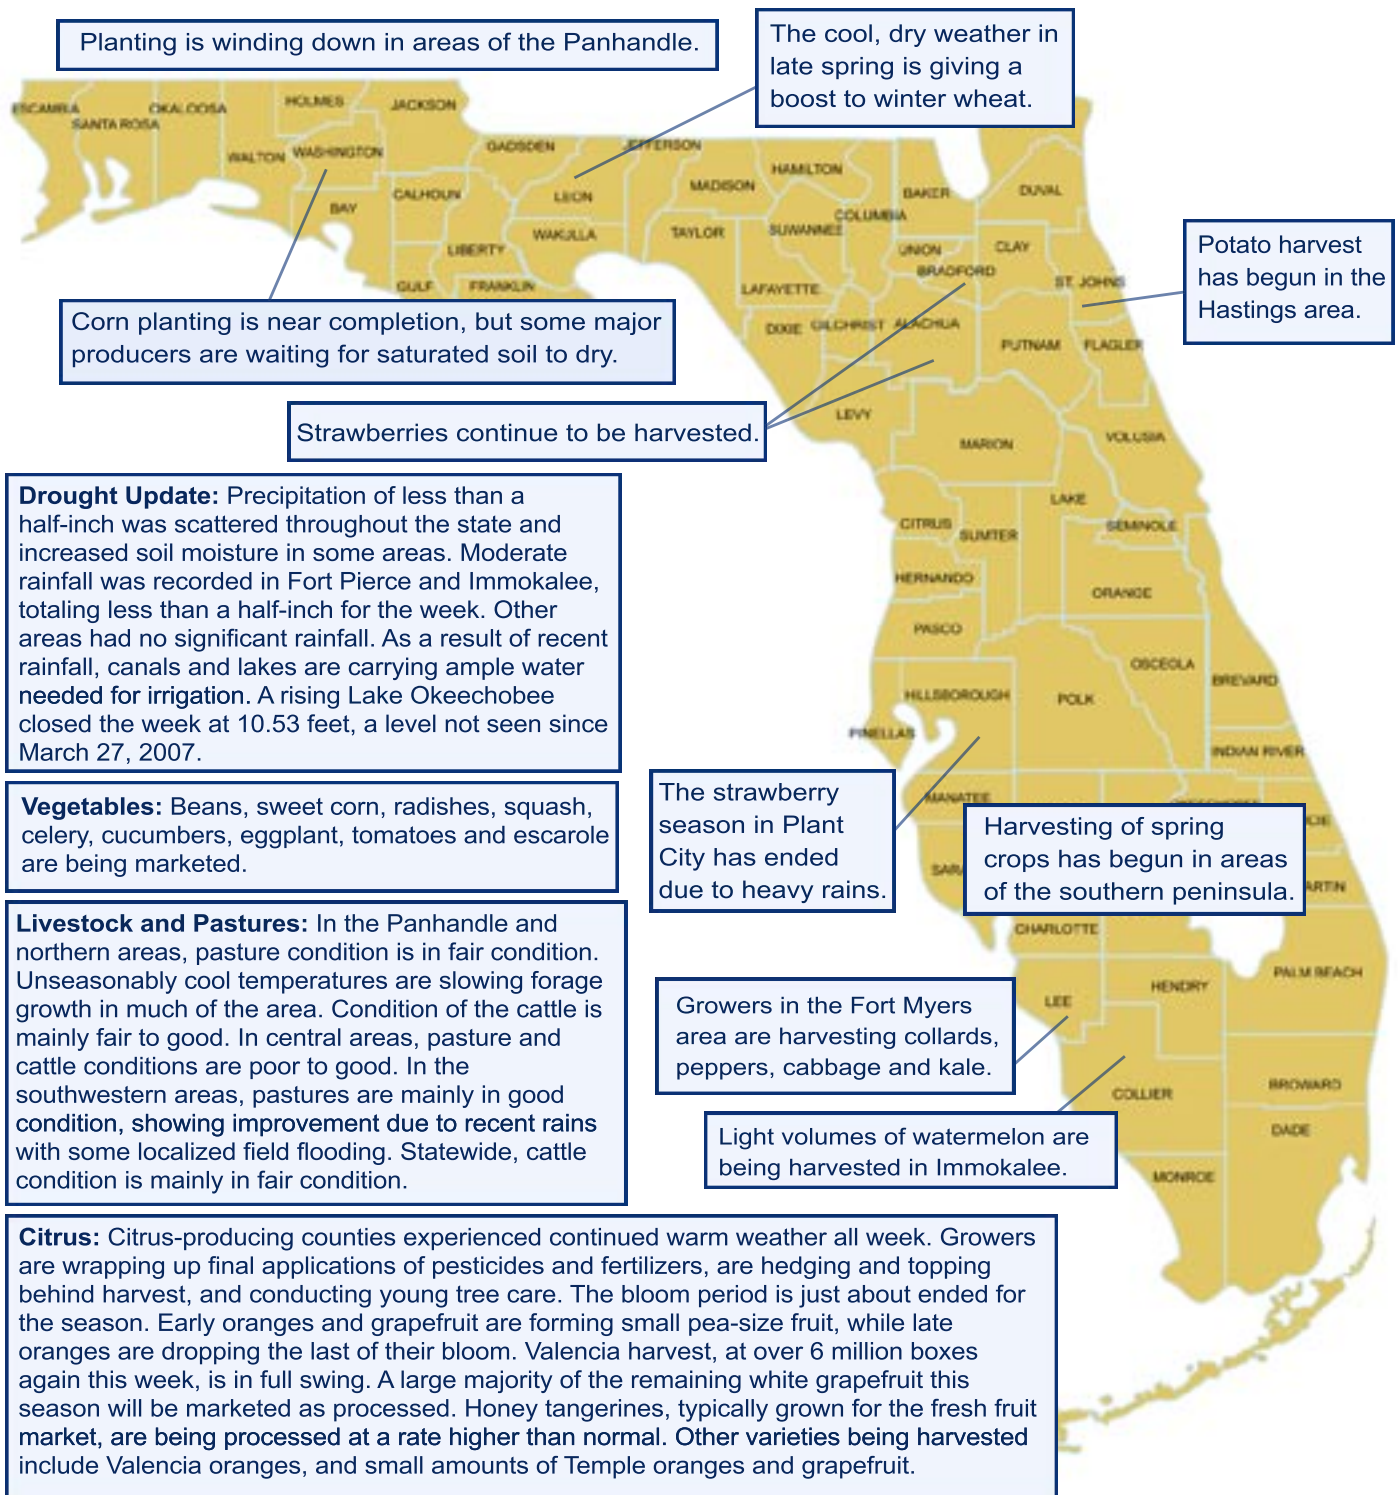 Planting is winding down in areas of the Panhandle.
The cool, dry weather in
late spring is giving a
boost to winter wheat.
ESCAMBIA
SANTA ROSA
OKALOOSA
HOLMES
JACKSON
WALTON
WASHINGTON
GADSDEN
JEFFERSON
HAMILTON
MADISON
BAKER
DUVAL
CALHOUN
LEON
BAY
COLUMBIA
SUWANNEE
TAYLOR
WAKULLA
LIBERTY
UNION
CLAY
BRADFORD
ST. JOHNS
GULF
FRANKLIN
LAFAYETTE
Potato harvest
has begun in the
Hastings area.
Corn planting is near completion, but some major
producers are waiting for saturated soil to dry.
DIXIE
GILCHRIST
ALACHUA
PUTNAM
FLAGLER
Strawberries continue to be harvested.
LEVY
MARION
VOLUSIA
LAKE
CITRUS
SUMTER
SEMINOLE
HERNANDO
ORANGE
PASCO
OSCEOLA
BREVARD
HILLSBOROUGH
POLK
PINELLAS
INDIAN RIVER
Drought Update: Precipitation of less than a
half-inch was scattered throughout the state and
increased soil moisture in some areas. Moderate
rainfall was recorded in Fort Pierce and Immokalee,
totaling less than a half-inch for the week. Other
areas had no significant rainfall. As a result of recent
rainfall, canals and lakes are carrying ample water
needed for irrigation. A rising Lake Okeechobee
closed the week at 10.53 feet, a level not seen since
March 27, 2007.
The strawberry
season in Plant
City has ended
due to heavy rains.
MANATEE
Harvesting of spring
crops has begun in areas
of the southern peninsula.
CIE
SARA
ARTIN
Vegetables: Beans, sweet corn, radishes, squash,
celery, cucumbers, eggplant, tomatoes and escarole
are being marketed.
CHARLOTTE
LEE
HENDRY
PALM BEACH
Livestock and Pastures: In the Panhandle and
northern areas, pasture condition is in fair condition.
Unseasonably cool temperatures are slowing forage
growth in much of the area. Condition of the cattle is
mainly fair to good. In central areas, pasture and
cattle conditions are poor to good. In the
southwestern areas, pastures are mainly in good
condition, showing improvement due to recent rains
with some localized field flooding. Statewide, cattle
condition is mainly in fair condition.
Growers in the Fort Myers
area are harvesting collards,
peppers, cabbage and kale.
COLLIER
BROWARD
DADE
Light volumes of watermelon are
being harvested in Immokalee.
MONROE
Citrus: Citrus-producing counties experienced continued warm weather all week. Growers
are wrapping up final applications of pesticides and fertilizers, are hedging and topping
behind harvest, and conducting young tree care. The bloom period is just about ended for
the season. Early oranges and grapefruit are forming small pea-size fruit, while late
oranges are dropping the last of their bloom. Valencia harvest, at over 6 million boxes
again this week, is in full swing. A large majority of the remaining white grapefruit this
season will be marketed as processed. Honey tangerines, typically grown for the fresh fruit
market, are being processed at a rate higher than normal. Other varieties being harvested
include Valencia oranges, and small amounts of Temple oranges and grapefruit.